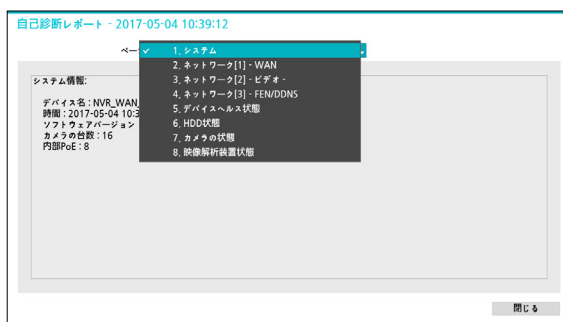 自己診断レポート - 2017-05-04 10:39:12
ペー
✓ 1. システム
2. ネットワーク[1] - WAN
3. ネットワーク[2] - ビデオ -
4. ネットワーク[3] - FEN/DDNS
5. デバイスヘルス状態
6. HDD状態
7. カメラの状態
8. 映像解析装置状態
システム情報:
デバイス名 : NVR_WAN_
時間 : 2017-05-04 10:3
ソフトウェアバージョン
カメラの台数 : 16
内部PoE : 8
閉じる